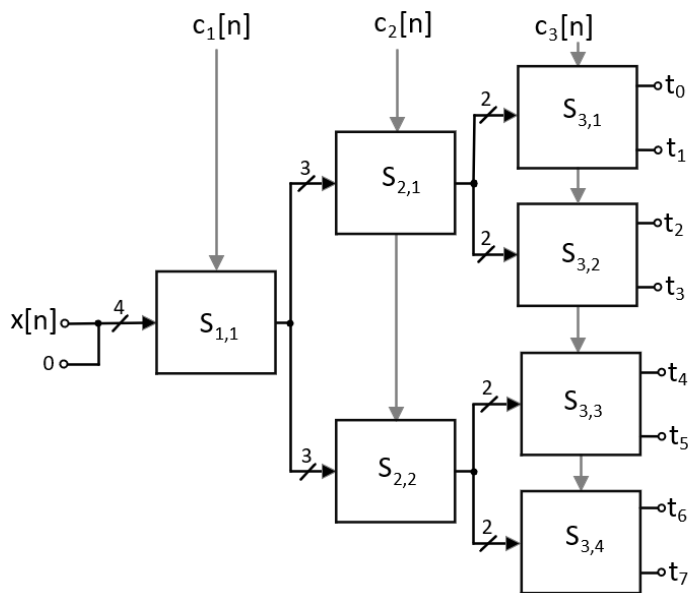 c₁[n]
c₂[n]
c₃[n]
2
S₃,₁
t₀
t₁
3
S₂,₁
2
S₃,₂
t₂
t₃
x[n]
0
4
S₁,₁
2
S₃,₃
t₄
t₅
3
S₂,₂
2
S₃,₄
t₆
t₇